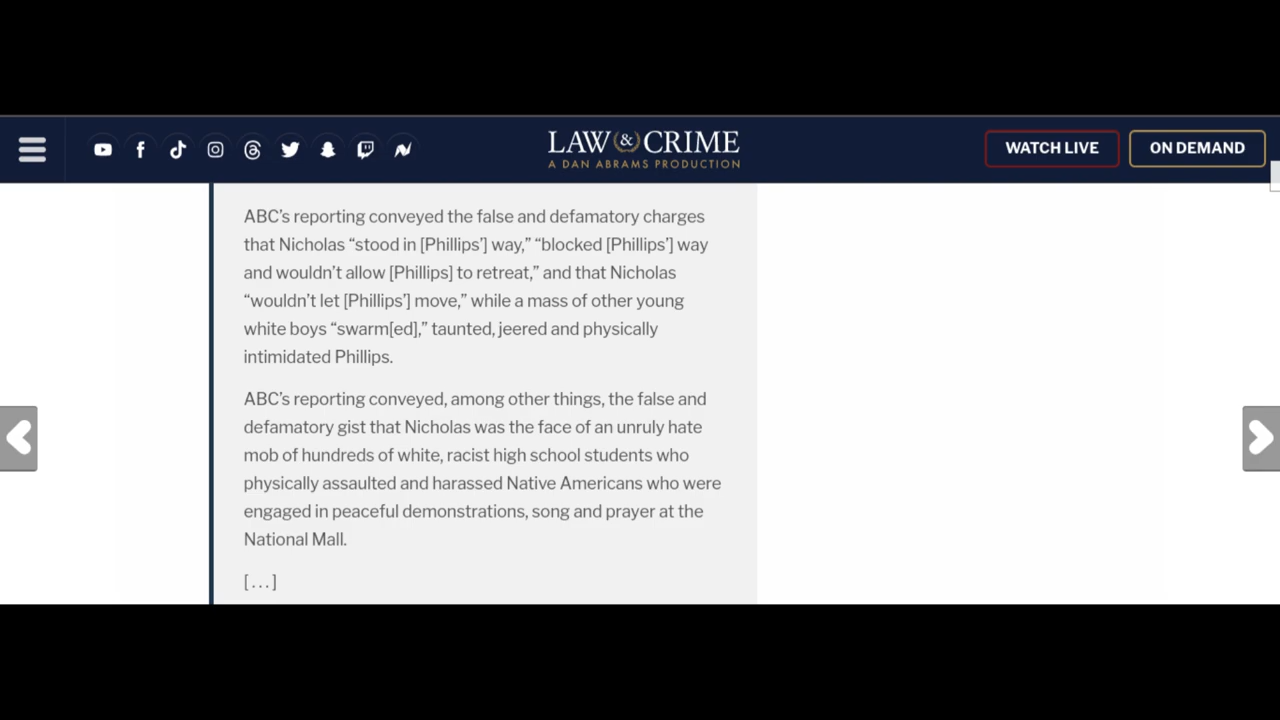 LAW & CRIME
A DAN ABRAMS PRODUCTION
WATCH LIVE
ON DEMAND
ABC’s reporting conveyed the false and defamatory charges
that Nicholas “stood in [Phillips’] way,” “blocked [Phillips’] way
and wouldn’t allow [Phillips] to retreat,” and that Nicholas
“wouldn’t let [Phillips’] move,” while a mass of other young
white boys “swarm[ed],” taunted, jeered and physically
intimidated Phillips.
ABC’s reporting conveyed, among other things, the false and
defamatory gist that Nicholas was the face of an unruly hate
mob of hundreds of white, racist high school students who
physically assaulted and harassed Native Americans who were
engaged in peaceful demonstrations, song and prayer at the
National Mall.
[ . . . ]